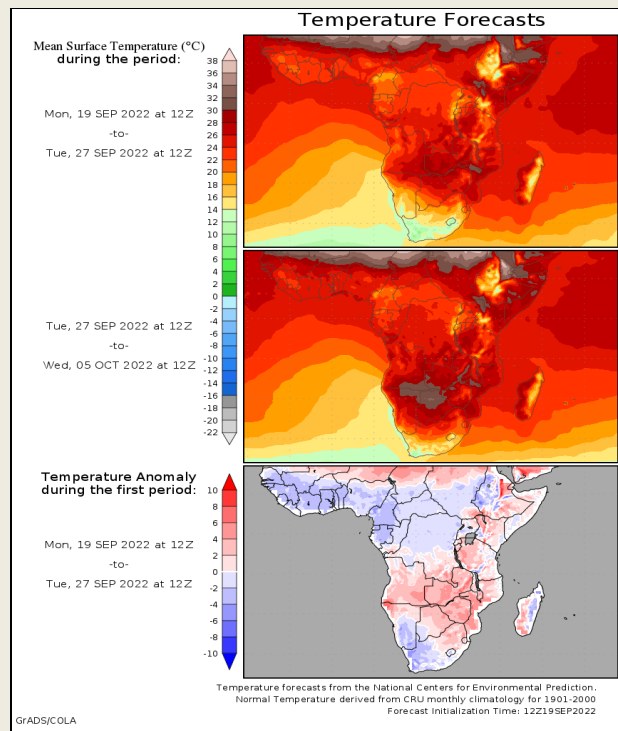 Temperature Forecasts
Mean Surface Temperature (°C)
during the period:
Mon, 19 SEP 2022 at 12Z
-to-
Tue, 27 SEP 2022 at 12Z
38
36
34
32
30
28
26
24
22
20
18
16
14
12
10
8
6
4
2
0
-2
-4
-6
-8
-10
-12
-14
-16
-18
-20
-22
Tue, 27 SEP 2022 at 12Z
-to-
Wed, 05 OCT 2022 at 12Z
Temperature Anomaly
during the first period:
Mon, 19 SEP 2022 at 12Z
-to-
Tue, 27 SEP 2022 at 12Z
10
8
6
4
2
0
-2
-4
-6
-8
-10
Temperature forecasts from the National Centers for Environmental Prediction.
Normal Temperature derived from CRU monthly climatology for 1901-2000
Forecast Initialization Time: 12Z19SEP2022
GrADS/COLA